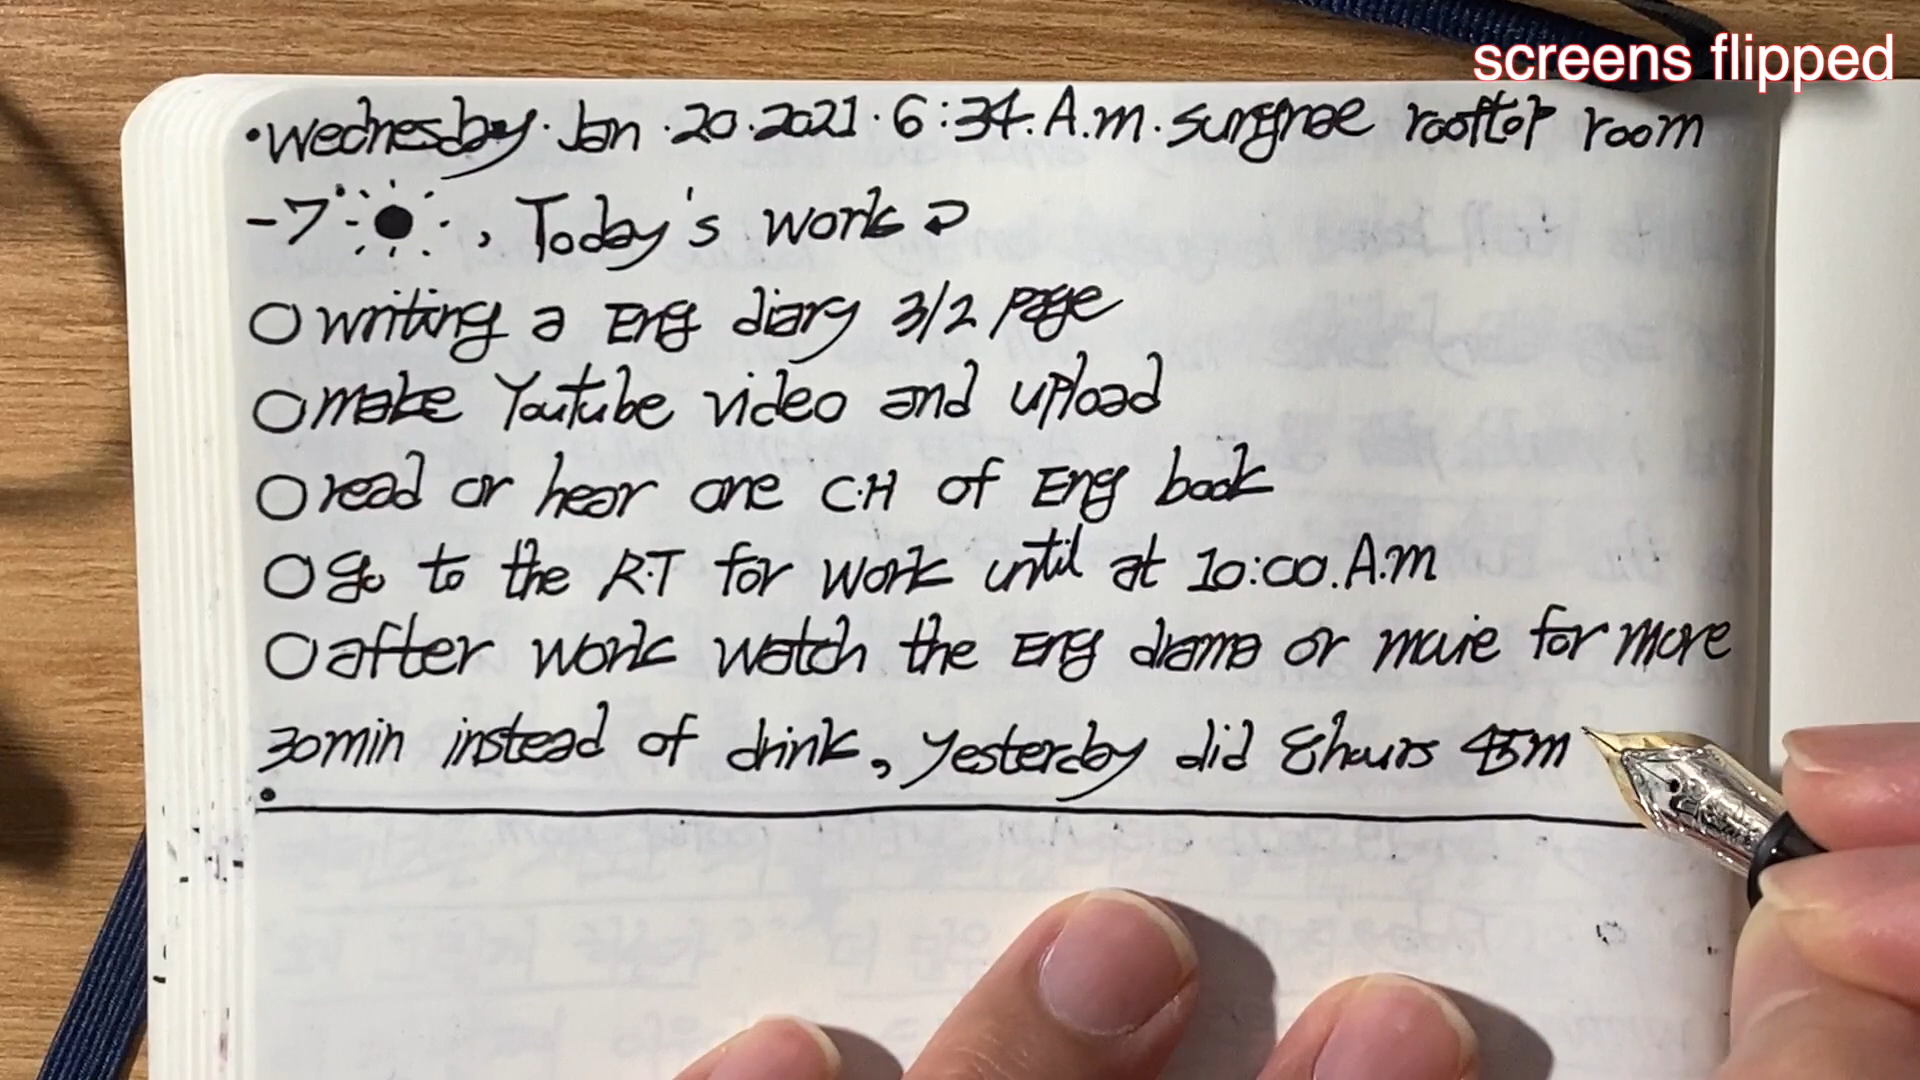 screens flipped
•Wednesday. Jan .20.2021. 6:34.A.m. Sungnae rooftop room
-7°, Today's work
writing a Eng diary 3/2 page
make Youtube video and upload
read or hear one C.H of Eng book
go to the R.T for work until at 10:00.A.m
after work watch the Eng drama or movie for more
30min instead of drink, yesterday did 8hours 45m